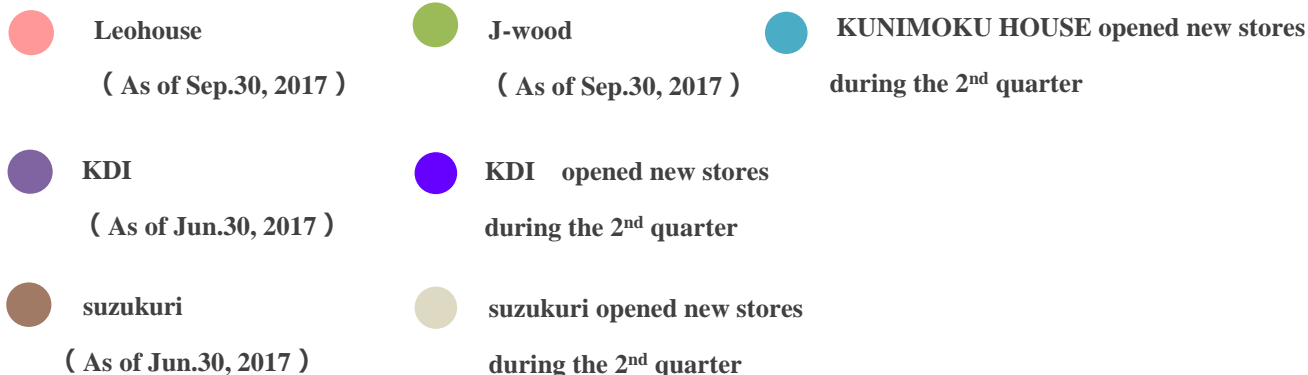 Leohouse
( As of Sep.30, 2017 )
J-wood
( As of Sep.30, 2017 )
KUNIMOKU HOUSE opened new stores
during the 2nd quarter
KDI
( As of Jun.30, 2017 )
KDI opened new stores
during the 2nd quarter
suzukuri
( As of Jun.30, 2017 )
suzukuri opened new stores
during the 2nd quarter